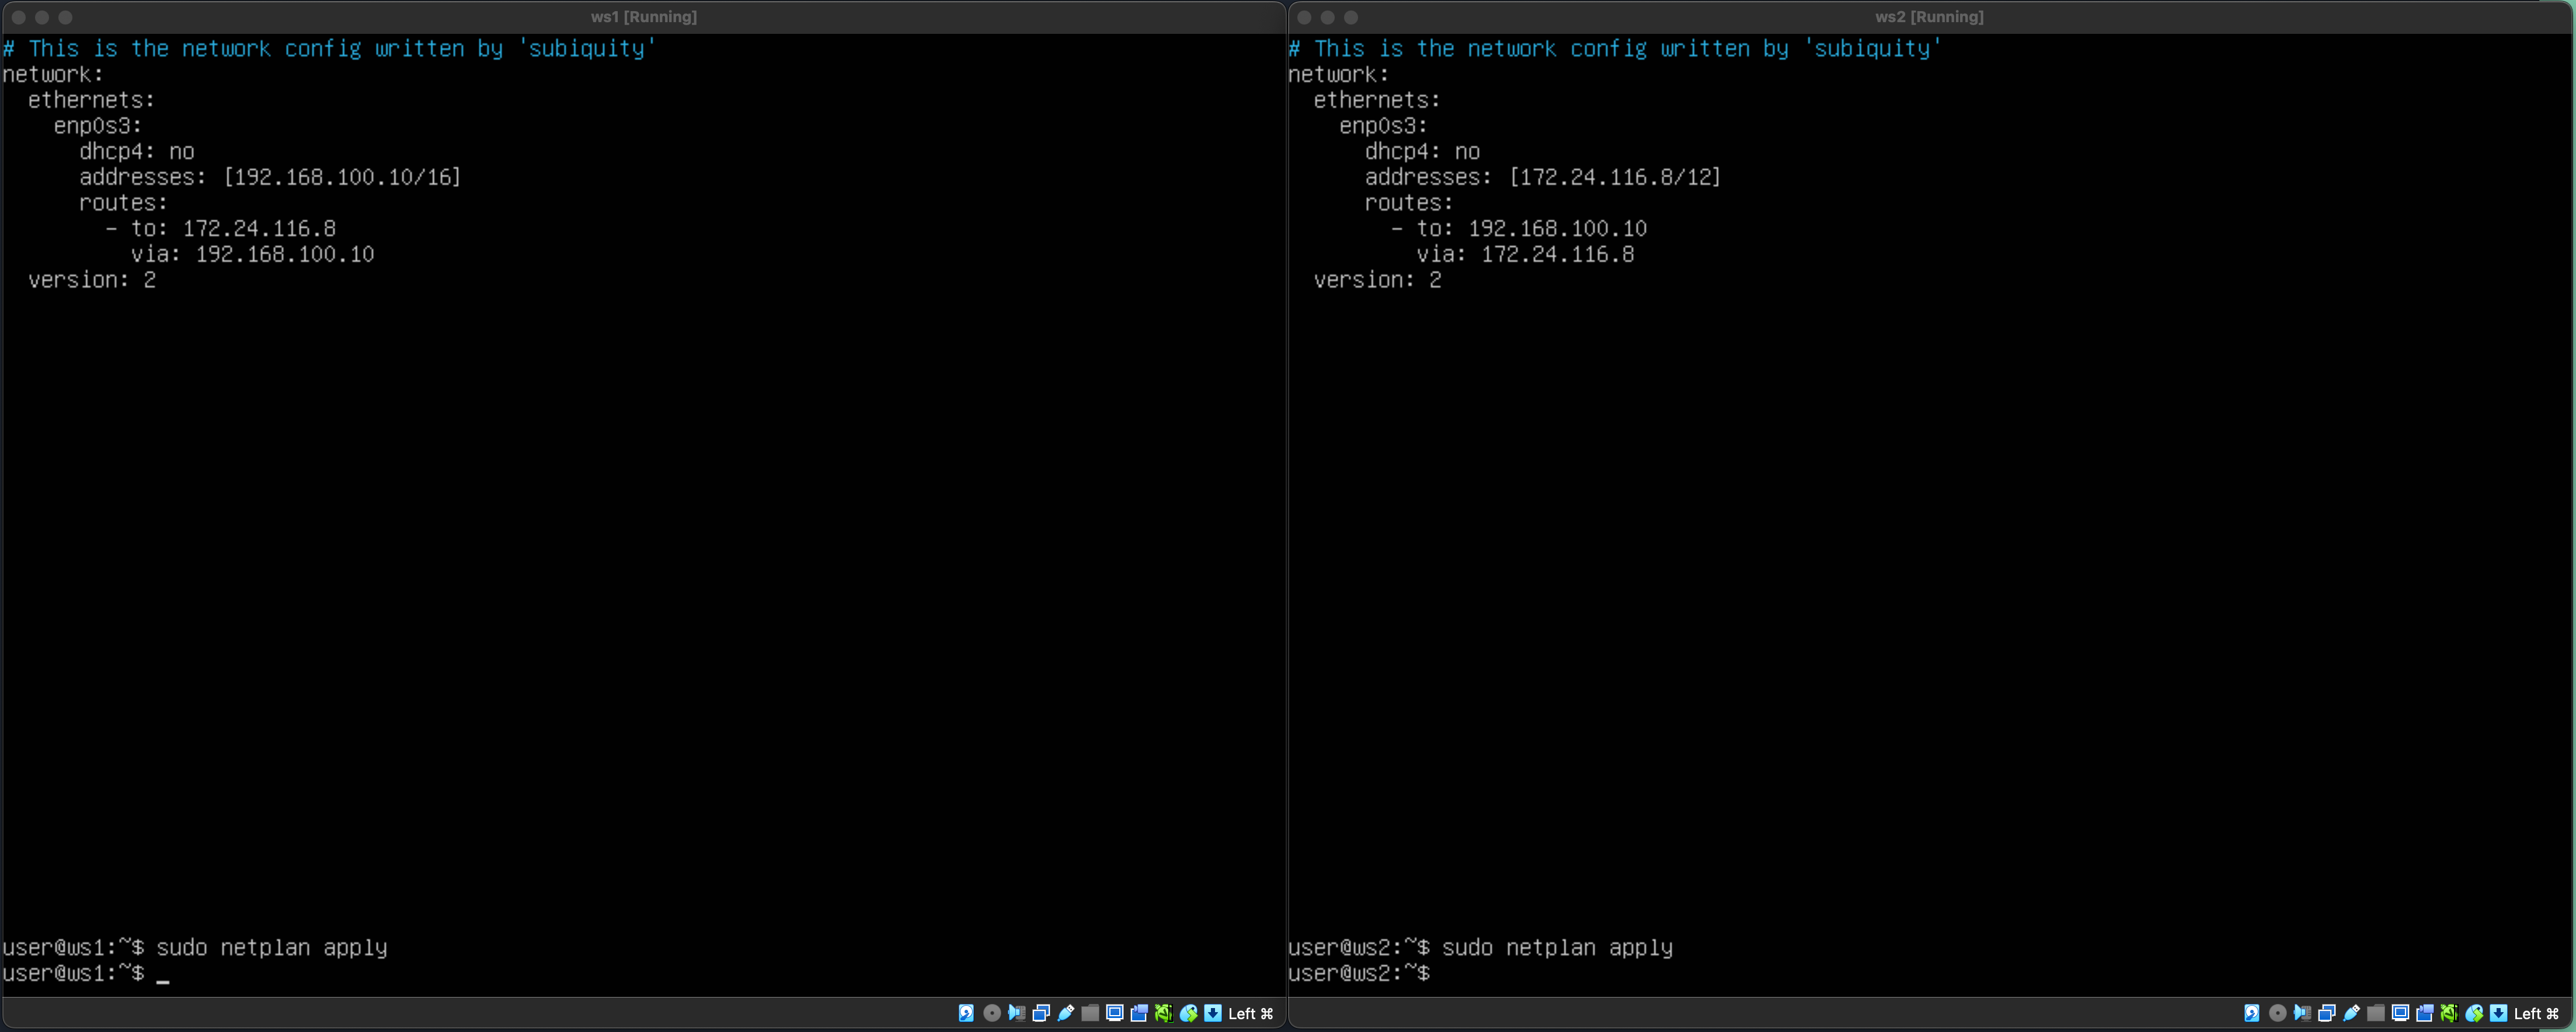 ws1 [Running]
# This is the network config written by 'subiquity'
network:
  ethernets:
    enp0s3:
      dhcp4: no
      addresses: [192.168.100.10/16]
      routes:
        - to: 172.24.116.8
          via: 192.168.100.10
  version: 2
user@ws1:~$ sudo netplan apply
user@ws1:~$ _
Left ⌘
ws2 [Running]
# This is the network config written by 'subiquity'
network:
  ethernets:
    enp0s3:
      dhcp4: no
      addresses: [172.24.116.8/12]
      routes:
        - to: 192.168.100.10
          via: 172.24.116.8
  version: 2
user@ws2:~$ sudo netplan apply
user@ws2:~$
Left ⌘